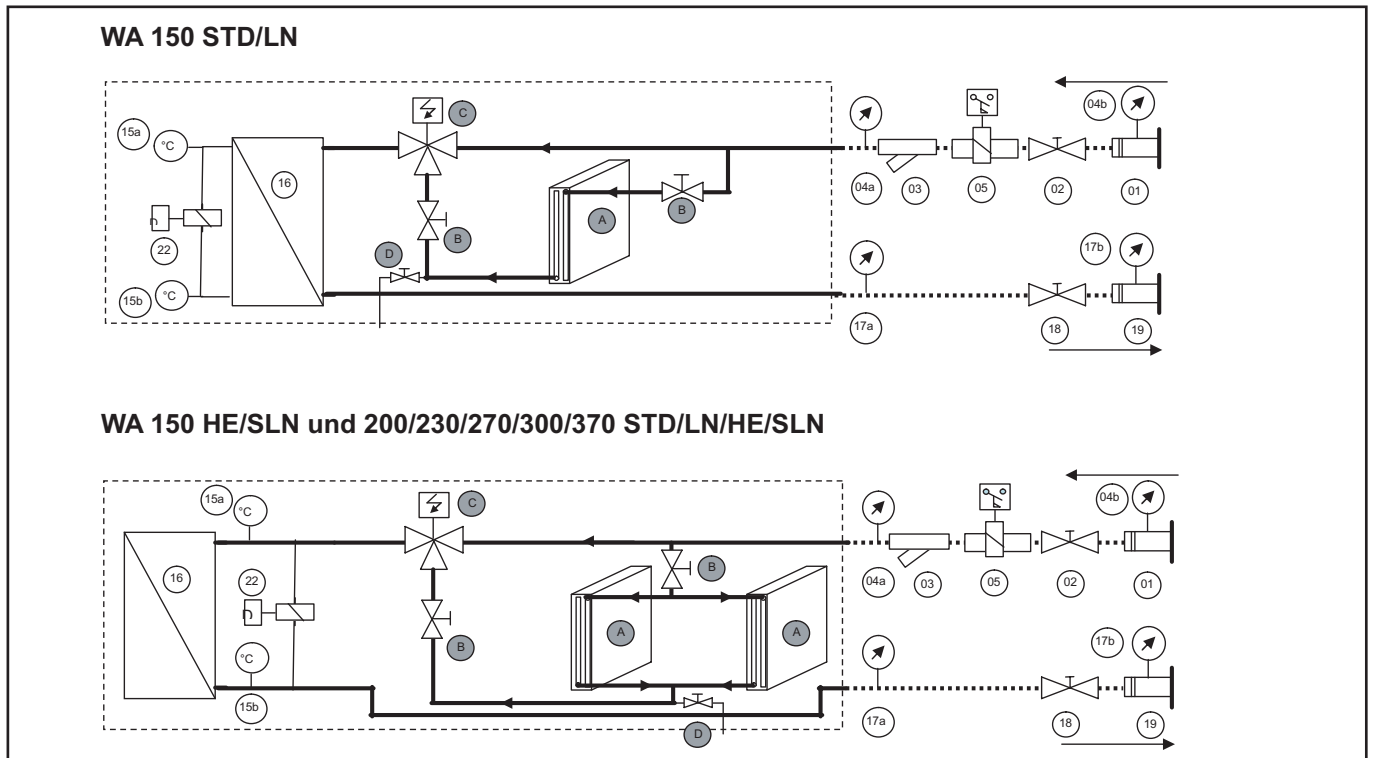 WA 150 STD/LN
04b
15a
°C
C
16
04a
03
05
02
01
B
A
22
B
D
17b
15b
°C
17a
18
19
WA 150 HE/SLN und 200/230/270/300/370 STD/LN/HE/SLN
15a
°C
C
04b
16
22
B
04a
03
05
02
01
A
A
B
°C
17b
15b
D
17a
18
19